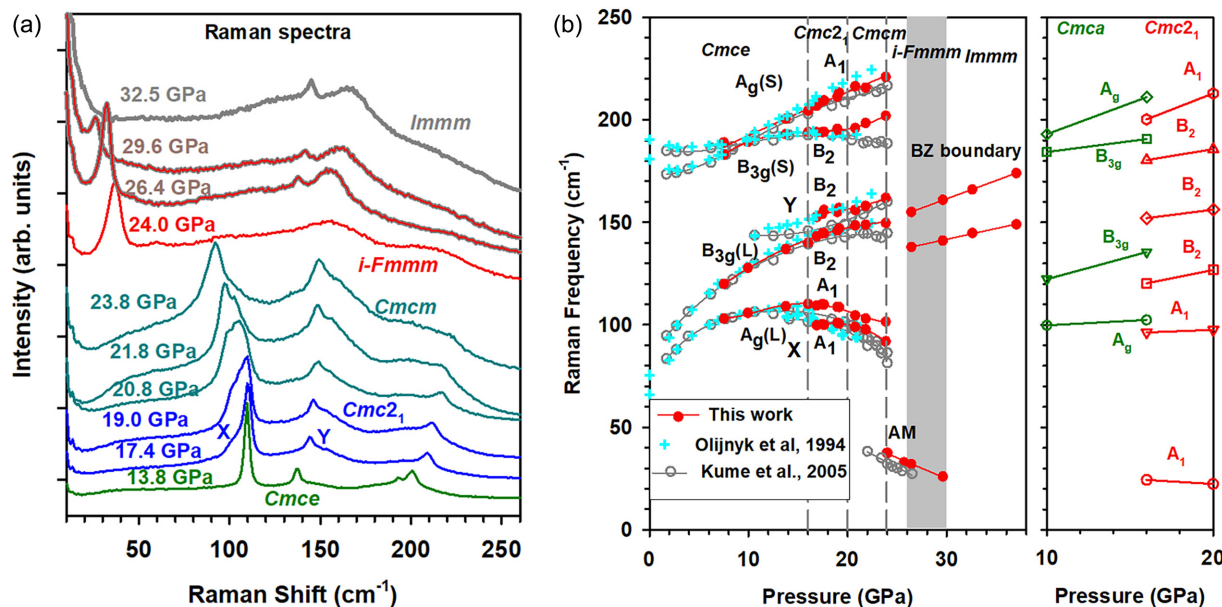 (a)
Raman spectra
32.5 GPa
Immm
29.6 GPa
26.4 GPa
24.0 GPa
i-Fmmm
23.8 GPa
Cmcm
21.8 GPa
20.8 GPa
19.0 GPa
Cmc2₁
X
Y
17.4 GPa
13.8 GPa
Cmce
50 100 150 200 250
Raman Shift (cm⁻¹)
Intensity (arb. units)
(b)
Cmce
Cmc2₁
Cmcm
i-Fmmm
Immm
A₁
A_g(S)
B₂
B₃g(S)
BZ boundary
Y
B₂
B₃g(L)
B₂
A₁
A_g(L)
X
A₁
AM
This work
Olijnyk et al, 1994
Kume et al., 2005
250
200
150
100
50
0
0 10 20 30
Pressure (GPa)
Raman Frequency (cm⁻¹)
Cmca
Cmc2₁
A₁
A_g
B₂
B₃g
B₂
B₃g
B₂
A₁
A_g
A₁
10 20
Pressure (GPa)